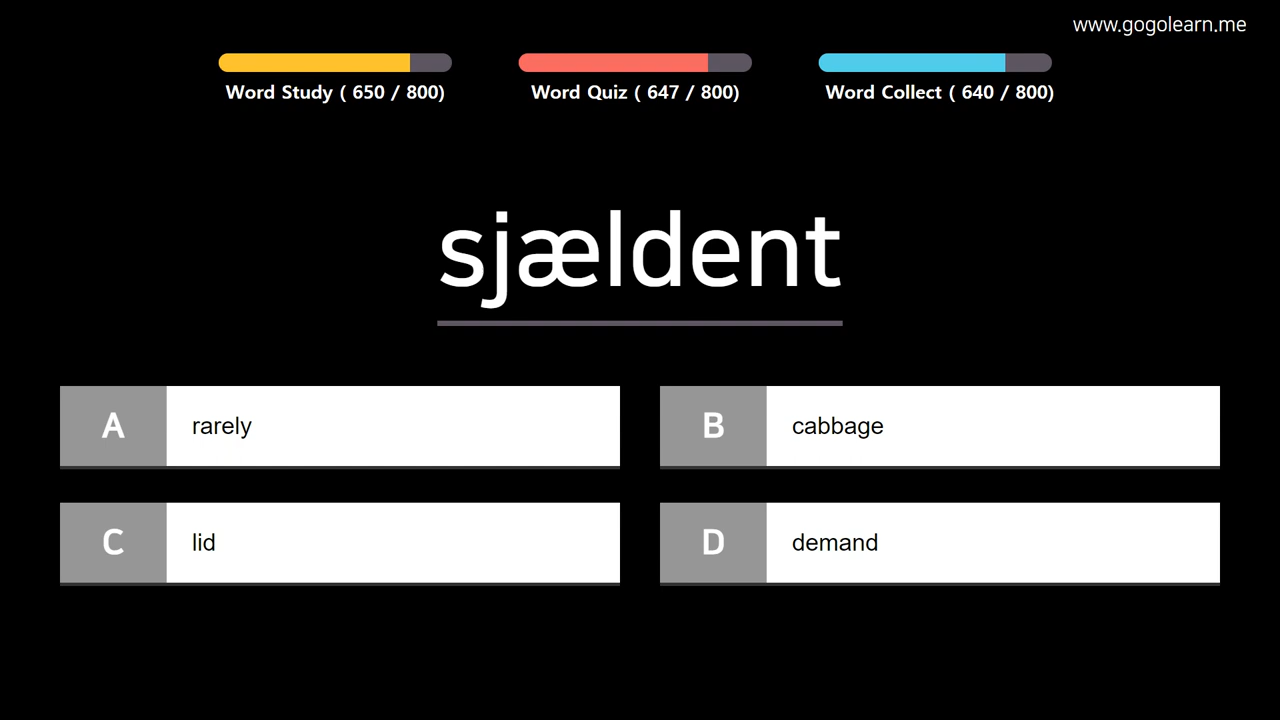 www.gogolearn.me
Word Study ( 650 / 800)
Word Quiz ( 647 / 800)
Word Collect ( 640 / 800)
sjældent
A rarely
B cabbage
C lid
D demand